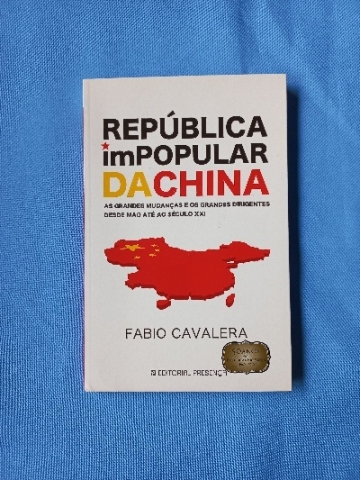 REPÚBLICA
imPOPULAR
DACHINA
AS GRANDES MUDANÇAS E OS GRANDES DIRIGENTES
DESDE MAO ATÉ AO SÉCULO XXI
FABIO CAVALERA
EDITORIAL PRESENÇA